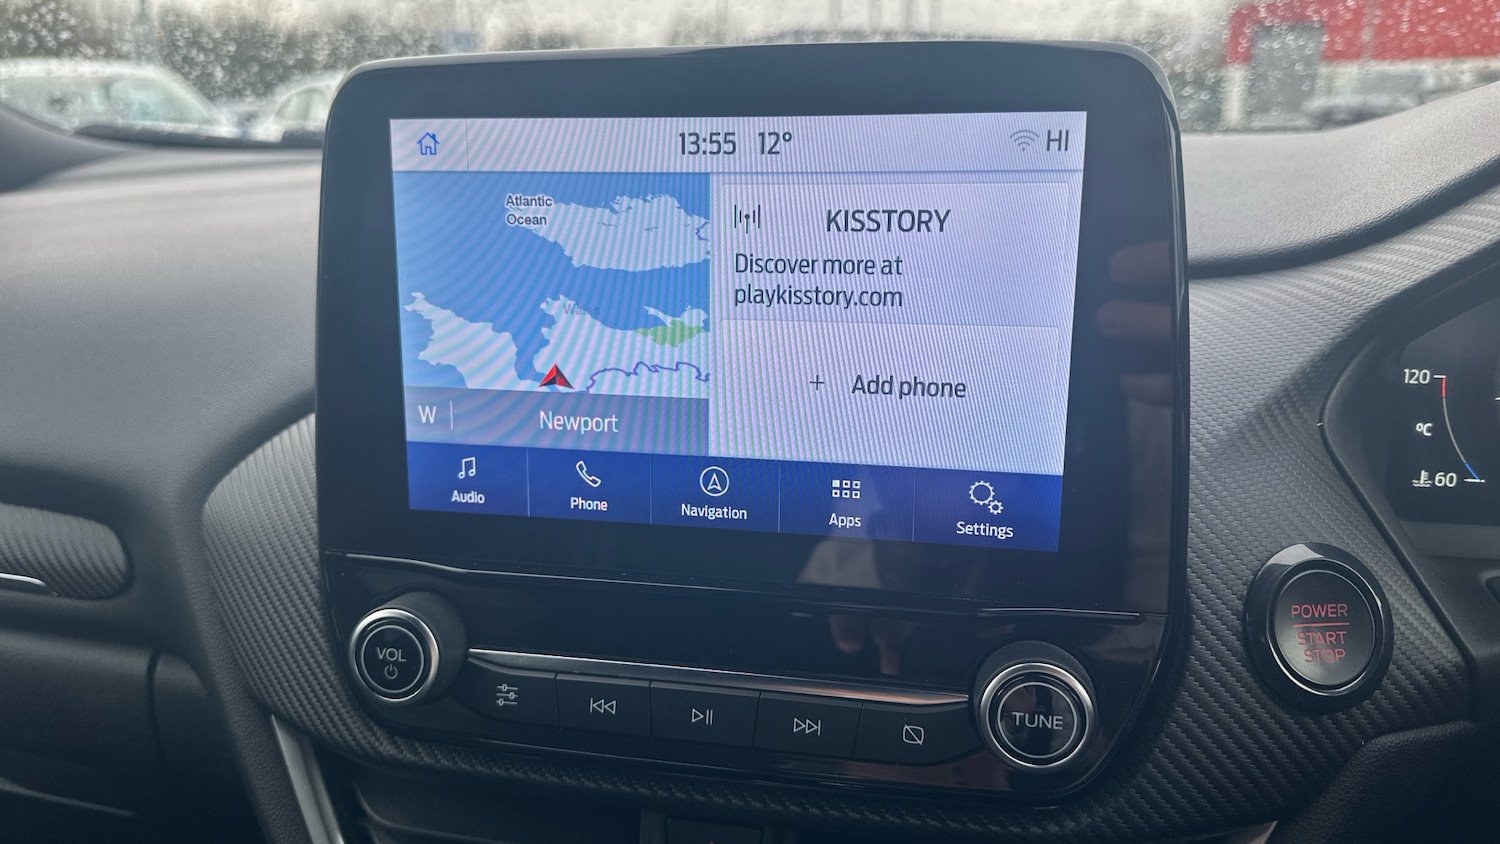 13:55 12°
HI
Atlantic
Ocean
Wales
W
Newport
KISSTORY
Discover more at
playkisstory.com
+ Add phone
Audio
Phone
Navigation
Apps
Settings
VOL
TUNE
POWER
START
STOP
120
°C
60